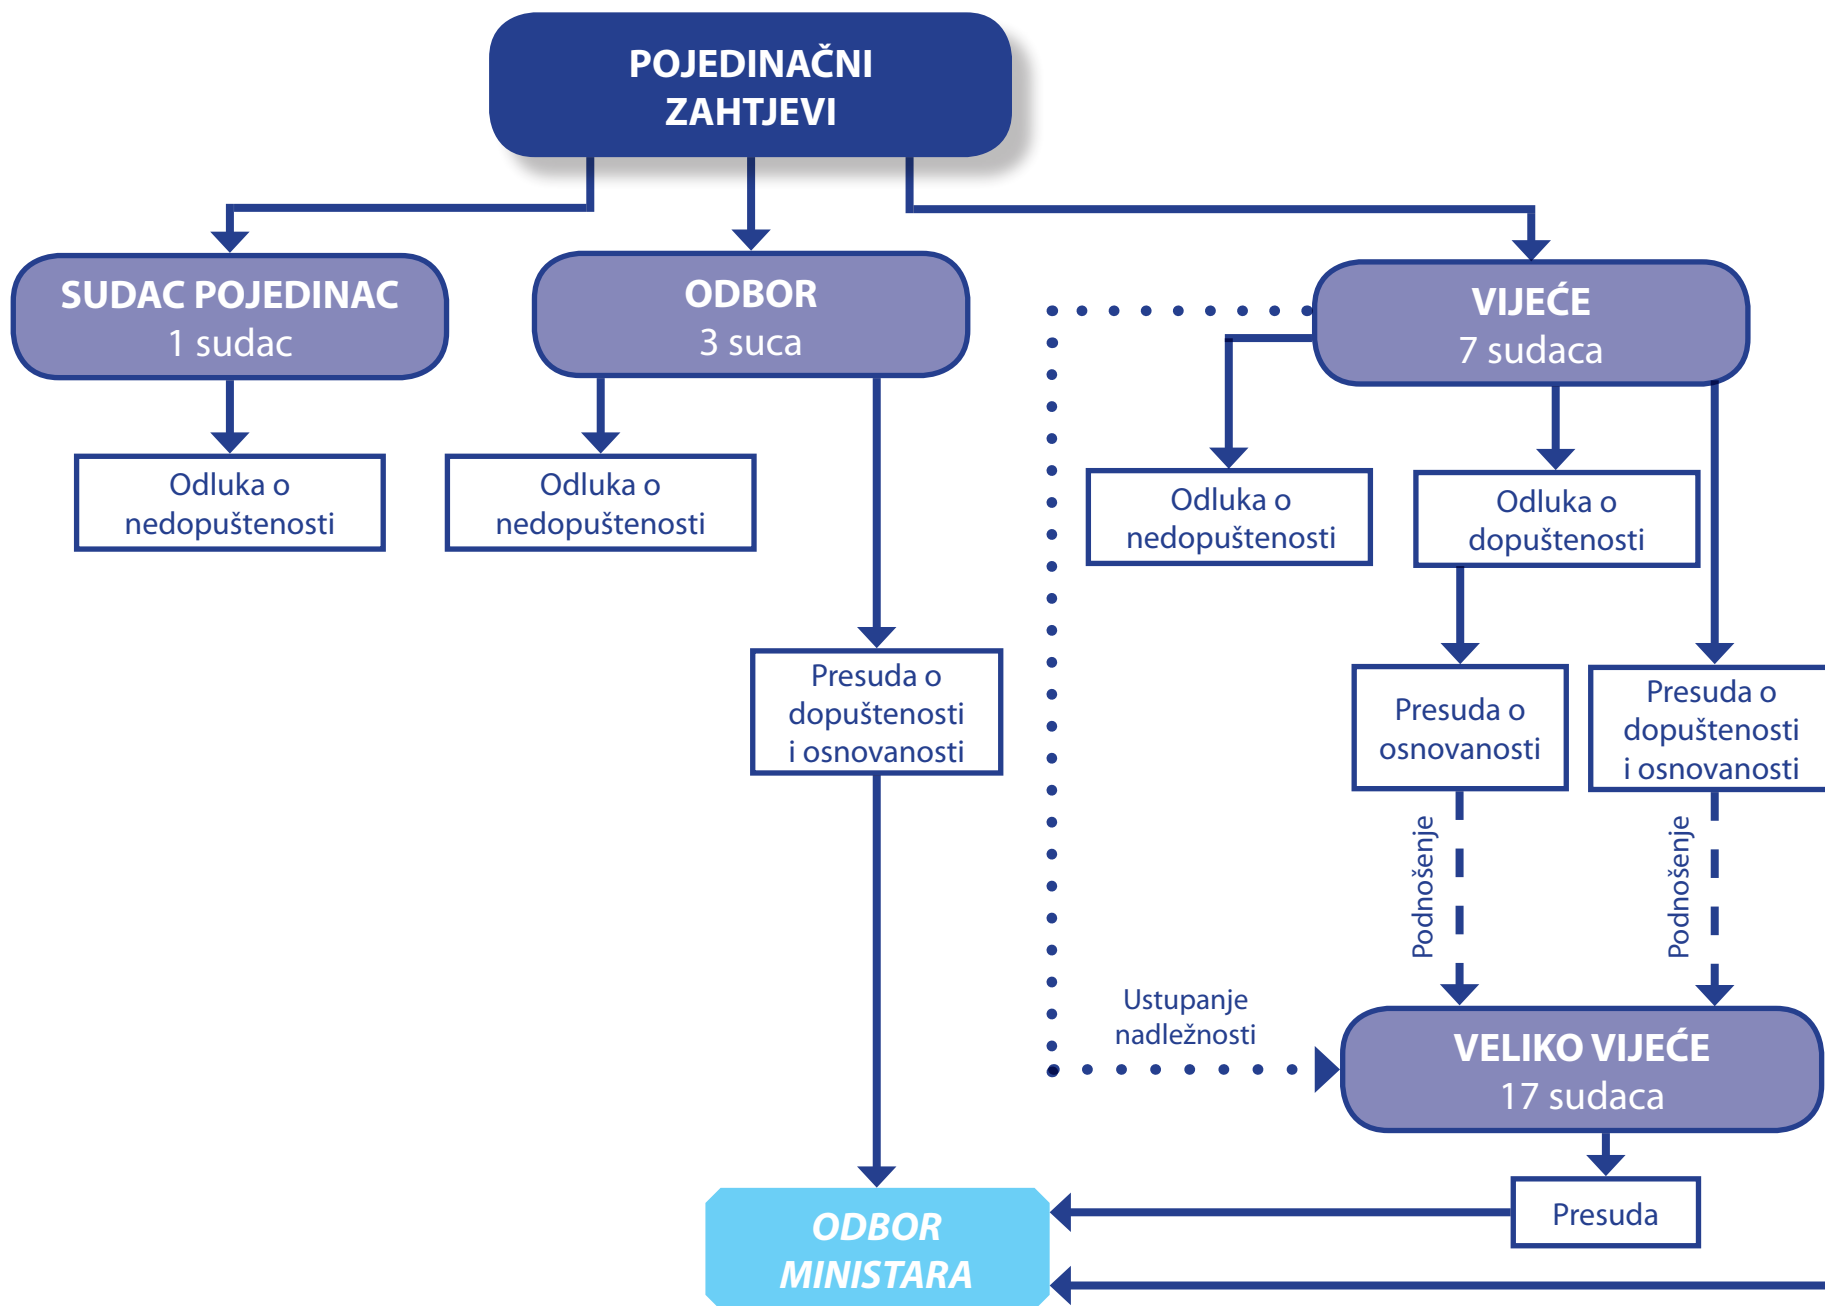 POJEDINAČNI
ZAHTJEVI
SUDAC POJEDINAC
1 sudac
ODBOR
3 suca
VIJEĆE
7 sudaca
Odluka o
nedopuštenosti
Odluka o
nedopuštenosti
Odluka o
nedopuštenosti
Odluka o
dopuštenosti
Presuda o
dopuštenosti
i osnovanosti
Presuda o
osnovanosti
Presuda o
dopuštenosti
i osnovanosti
Podnošenje
Podnošenje
Ustupanje
nadležnosti
VELIKO VIJEĆE
17 sudaca
Presuda
ODBOR
MINISTARA